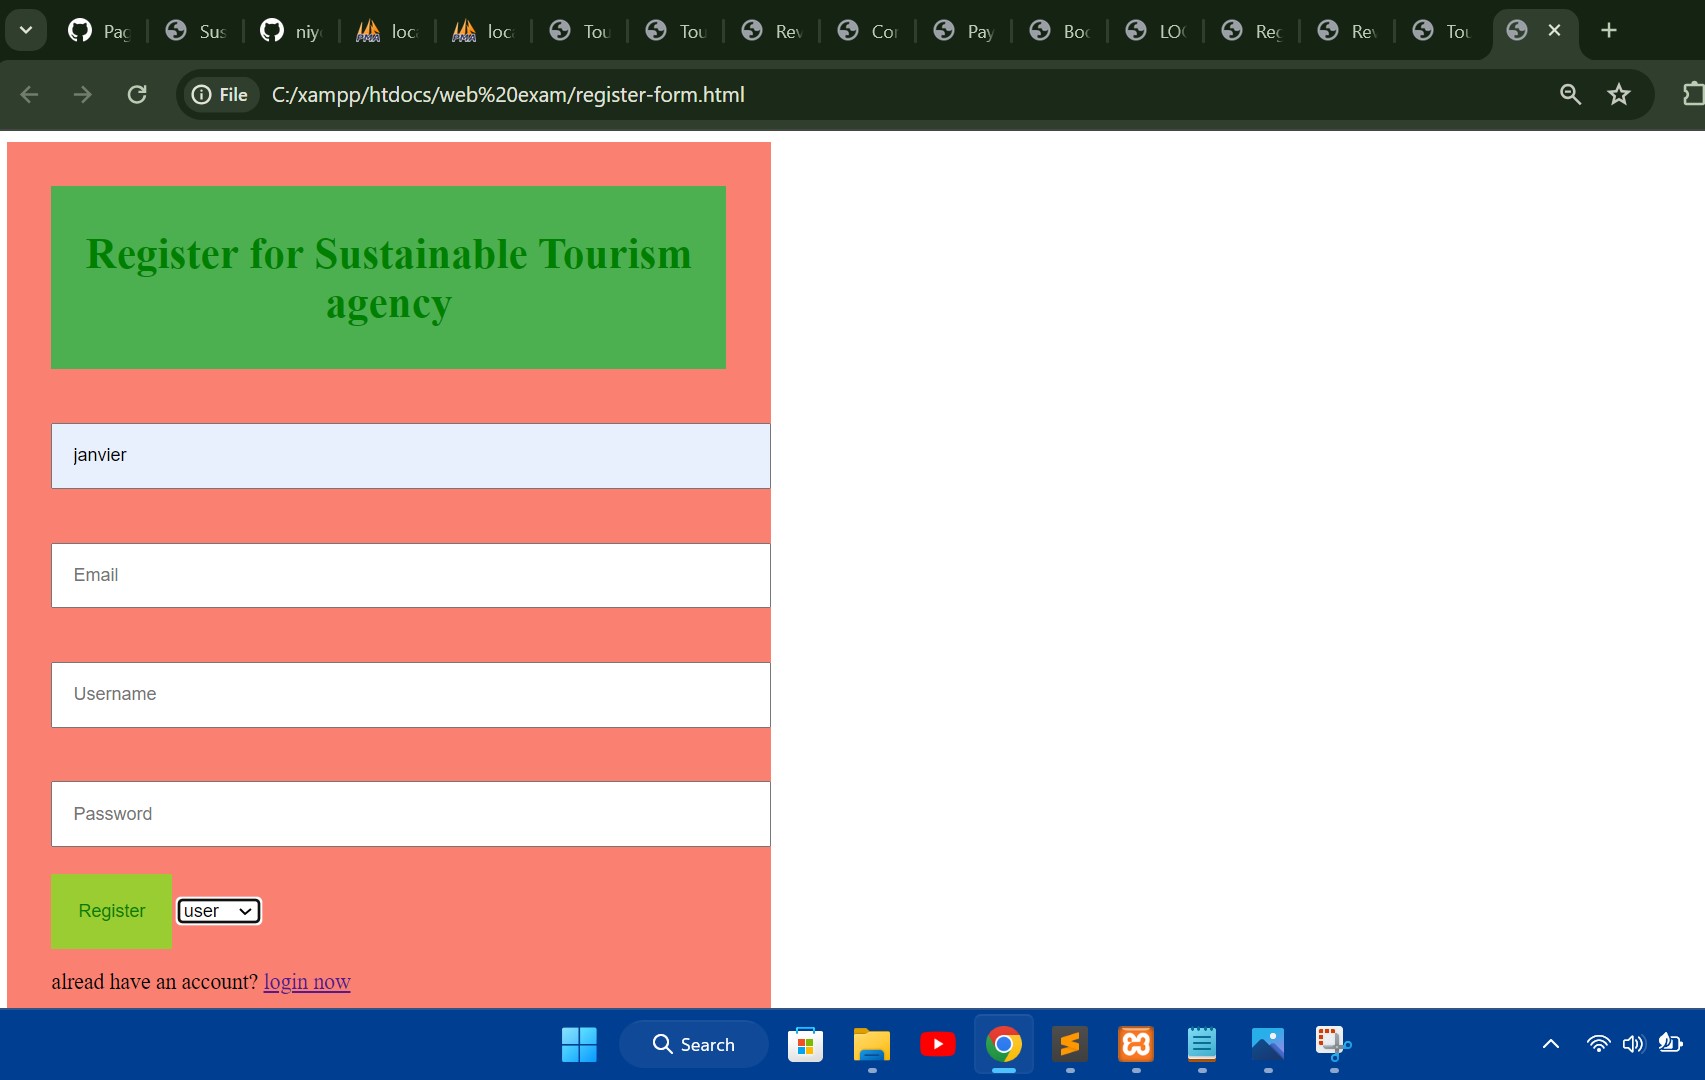 Pag
Sus
niy
loc
loc
Tou
Tou
Rev
Cor
Pay
Boo
LOG
Reg
Rev
Tou
File
C:/xampp/htdocs/web%20exam/register-form.html
Register for Sustainable Tourism
agency
janvier
Email
Username
Password
Register
user
alread have an account? login now
Search